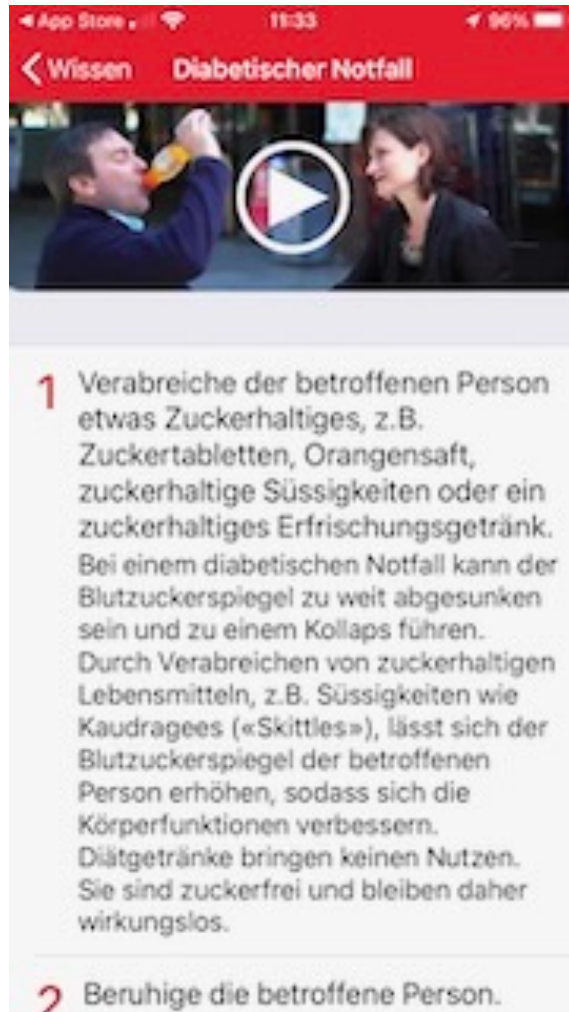 App Store
11:33
96%
Wissen Diabetischer Notfall
1 Verabreiche der betroffenen Person
etwas Zuckerhaltiges, z.B.
Zuckertabletten, Orangensaft,
zuckerhaltige Süssigkeiten oder ein
zuckerhaltiges Erfrischungsgetränk.
Bei einem diabetischen Notfall kann der
Blutzuckerspiegel zu weit abgesunken
sein und zu einem Kollaps führen.
Durch Verabreichen von zuckerhaltigen
Lebensmitteln, z.B. Süssigkeiten wie
Kaudragees («Skittles»), lässt sich der
Blutzuckerspiegel der betroffenen
Person erhöhen, sodass sich die
Körperfunktionen verbessern.
Diätgetränke bringen keinen Nutzen.
Sie sind zuckerfrei und bleiben daher
wirkungslos.
2 Beruhige die betroffene Person.